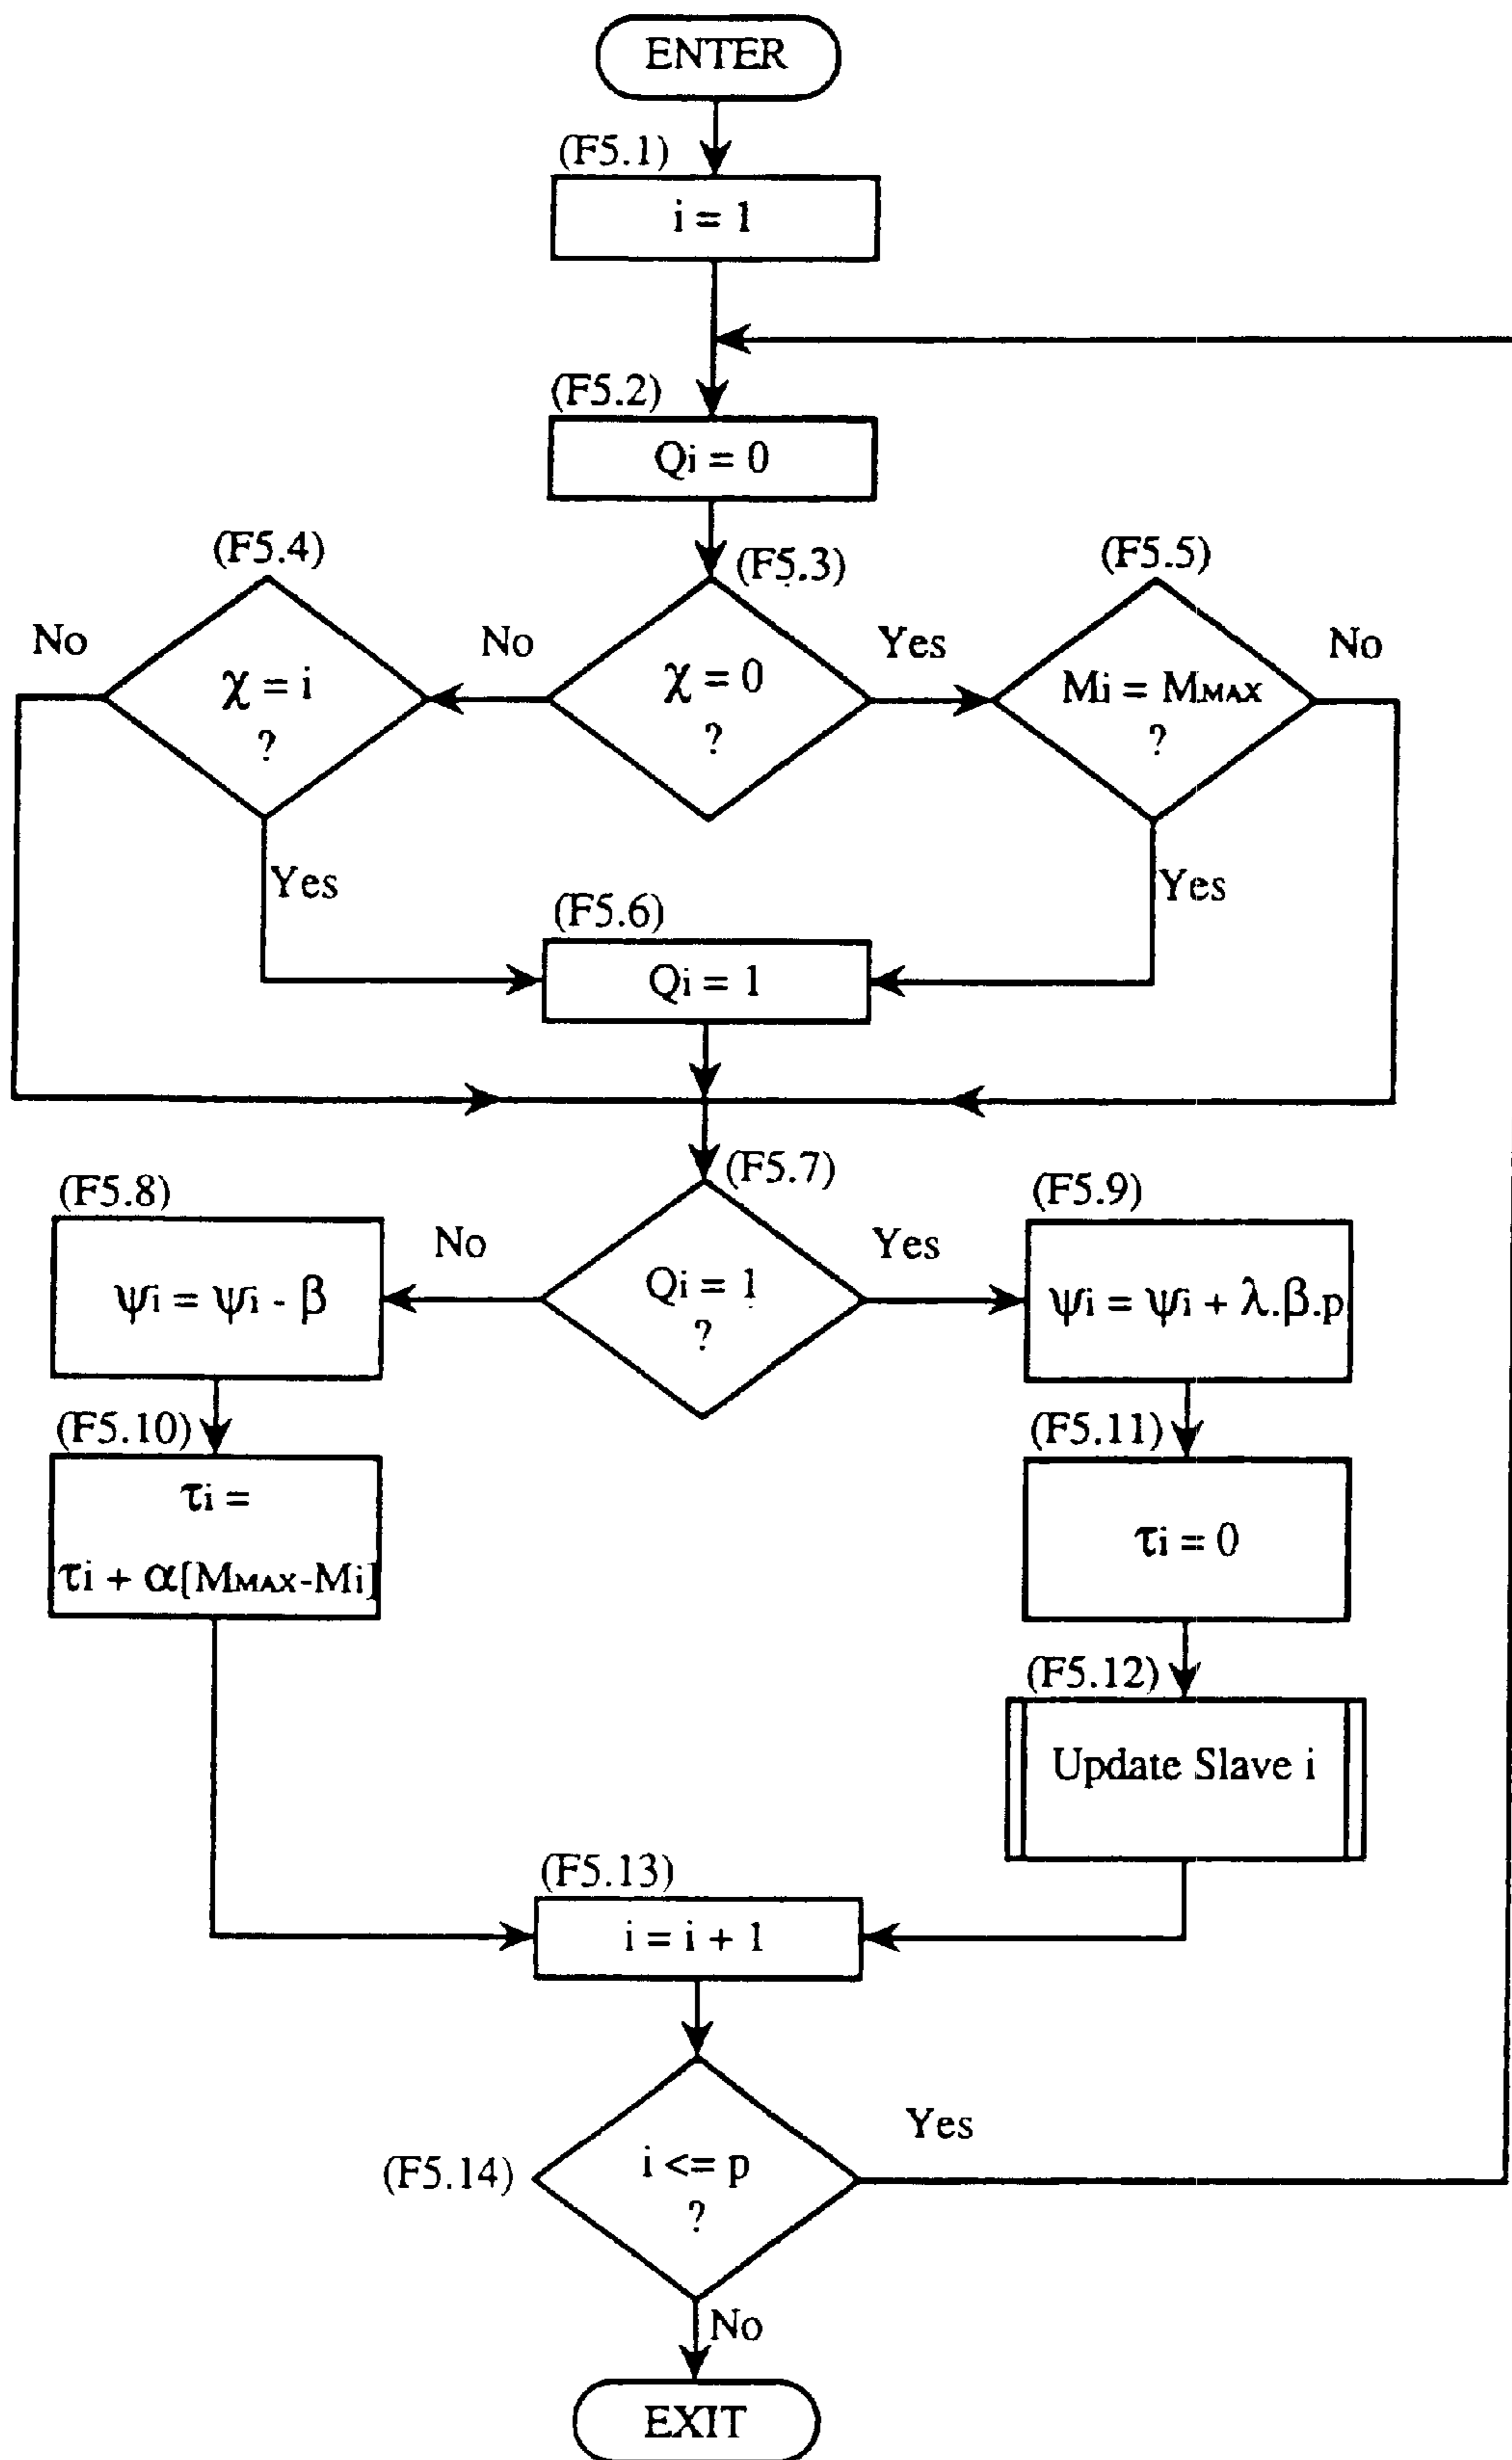 ENTER
(F5.1)
i = 1
(F5.2)
Qi = 0
(F5.4)
(F5.3)
(F5.5)
No
χ = i
?
No
χ = 0
?
Yes
Mi = MMAX
?
No
Yes
Yes
(F5.6)
Qi = 1
(F5.7)
(F5.8)
ψi = ψi - β
No
Qi = 1
?
Yes
(F5.9)
ψi = ψi + λ.β.p
(F5.10)
τi =
τi + α[MMAX-Mi]
(F5.11)
τi = 0
(F5.12)
Update Slave i
(F5.13)
i = i + 1
(F5.14)
i <= p
?
Yes
No
EXIT